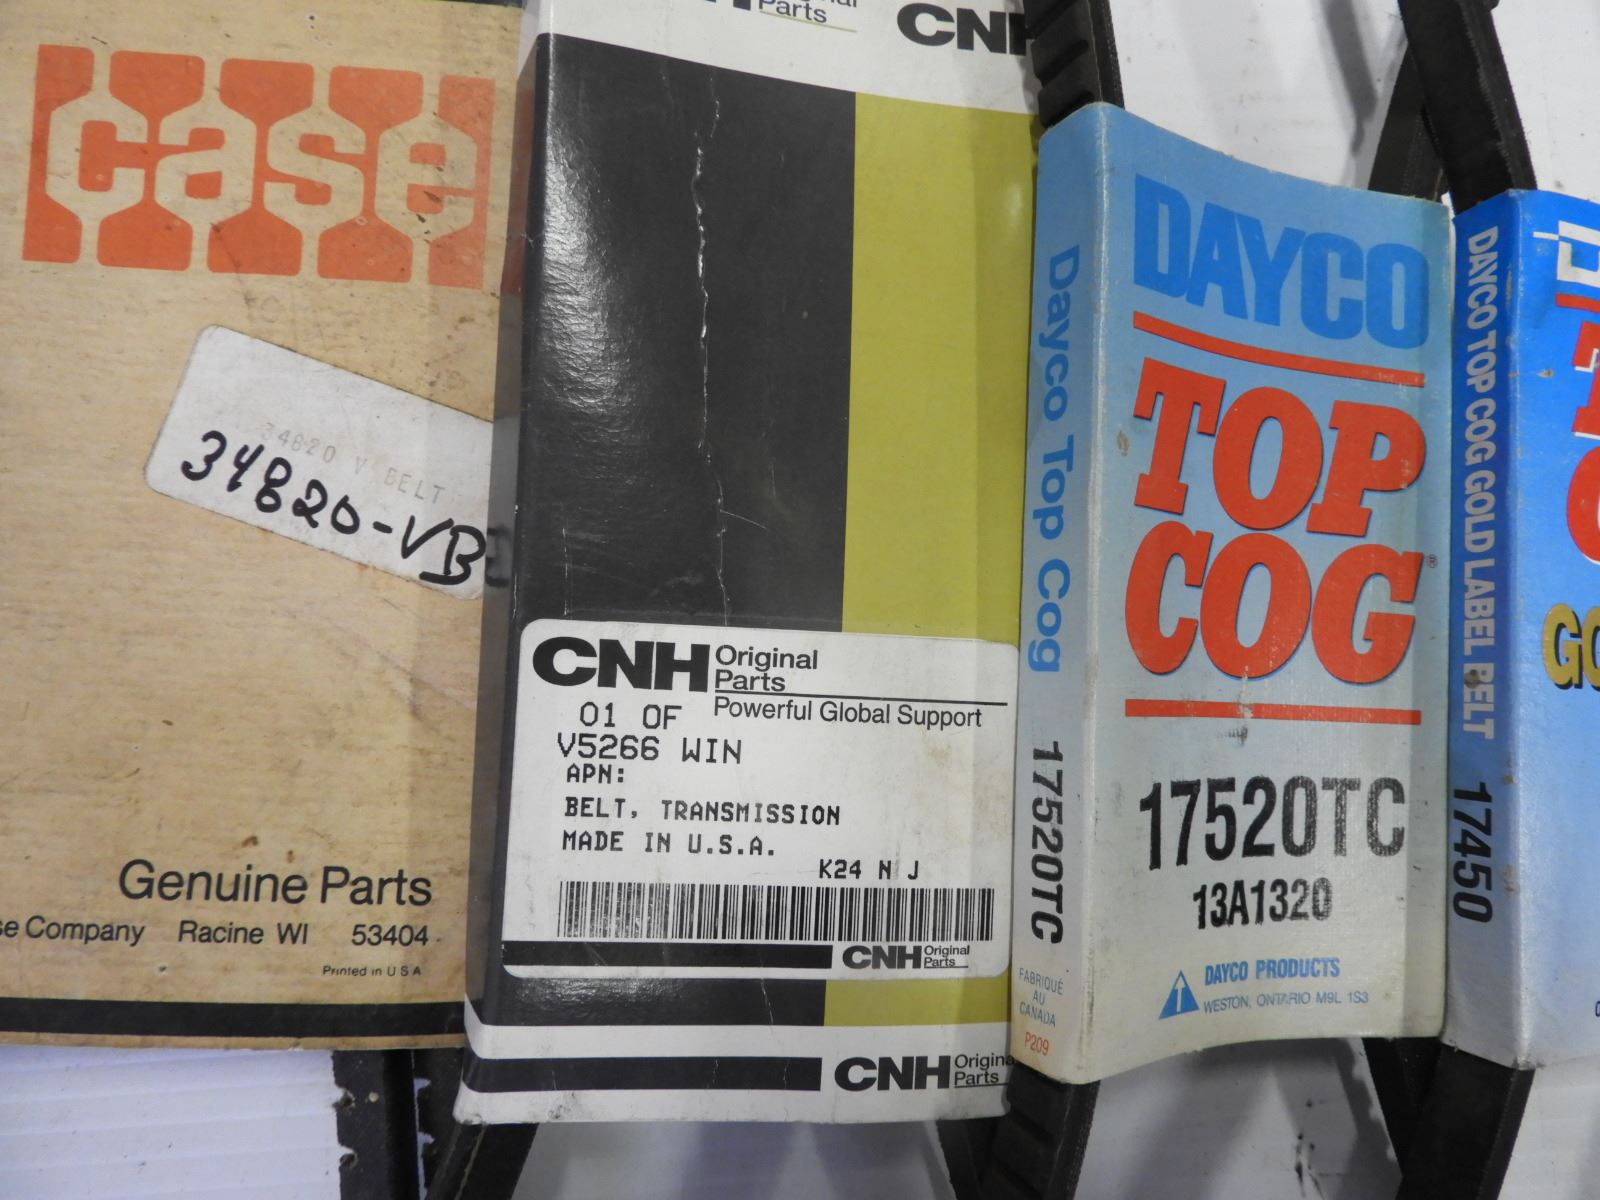 case
34820 V BELT
34820-VB
Genuine Parts
se Company Racine WI 53404
Printed in U S A
Parts
CNH
CNH Original Parts
Powerful Global Support
01 OF
V5266 WIN
APN:
BELT, TRANSMISSION
MADE IN U.S.A.
K24 N J
CNH Original Parts
CNH Original Parts
Dayco Top Cog 17520TC
FABRIQUÉ
AU
CANADA
P209
DAYCO
TOP
COG®
17520TC
13A1320
DAYCO PRODUCTS
WESTON, ONTARIO M9L 1S3
DAYCO TOP COG GOLD LABEL BELT 17450
GO